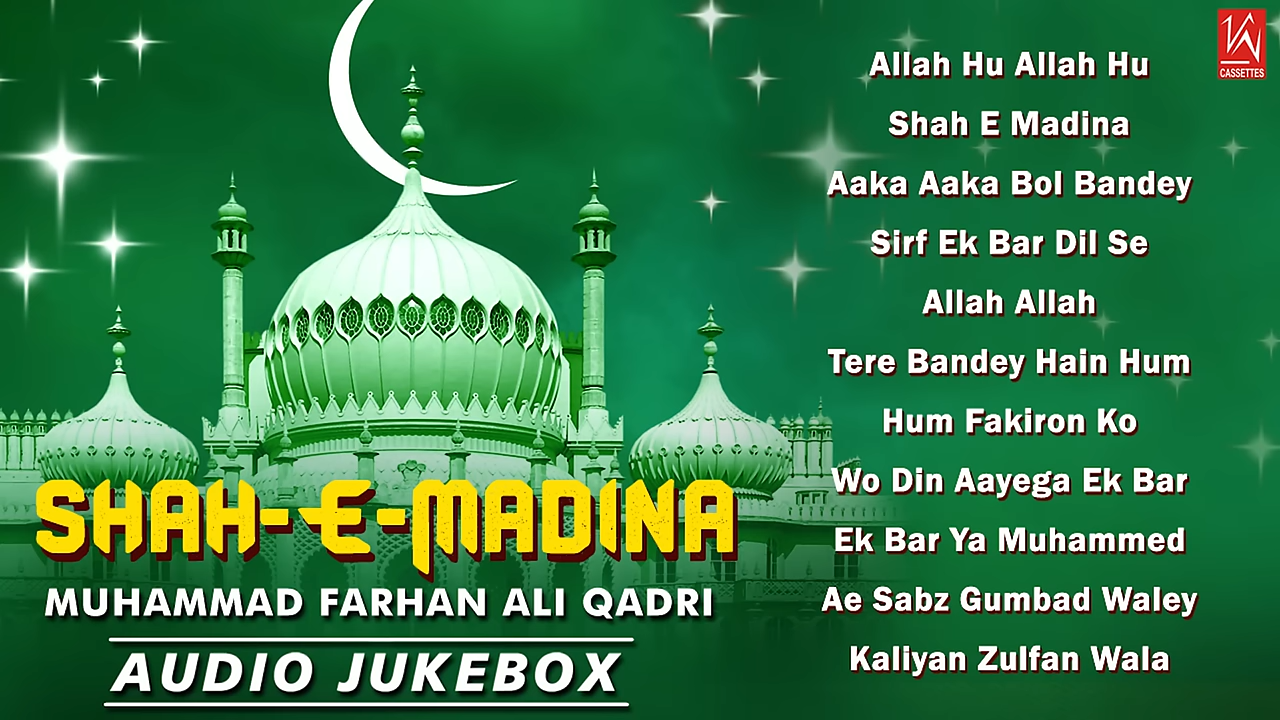 SHAH-E-MADINA
MUHAMMAD FARHAN ALI QADRI
AUDIO JUKEBOX
CASSETTES
Allah Hu Allah Hu
Shah E Madina
Aaka Aaka Bol Bandey
Sirf Ek Bar Dil Se
Allah Allah
Tere Bandey Hain Hum
Hum Fakiron Ko
Wo Din Aayega Ek Bar
Ek Bar Ya Muhammed
Ae Sabz Gumbad Waley
Kaliyan Zulfan Wala